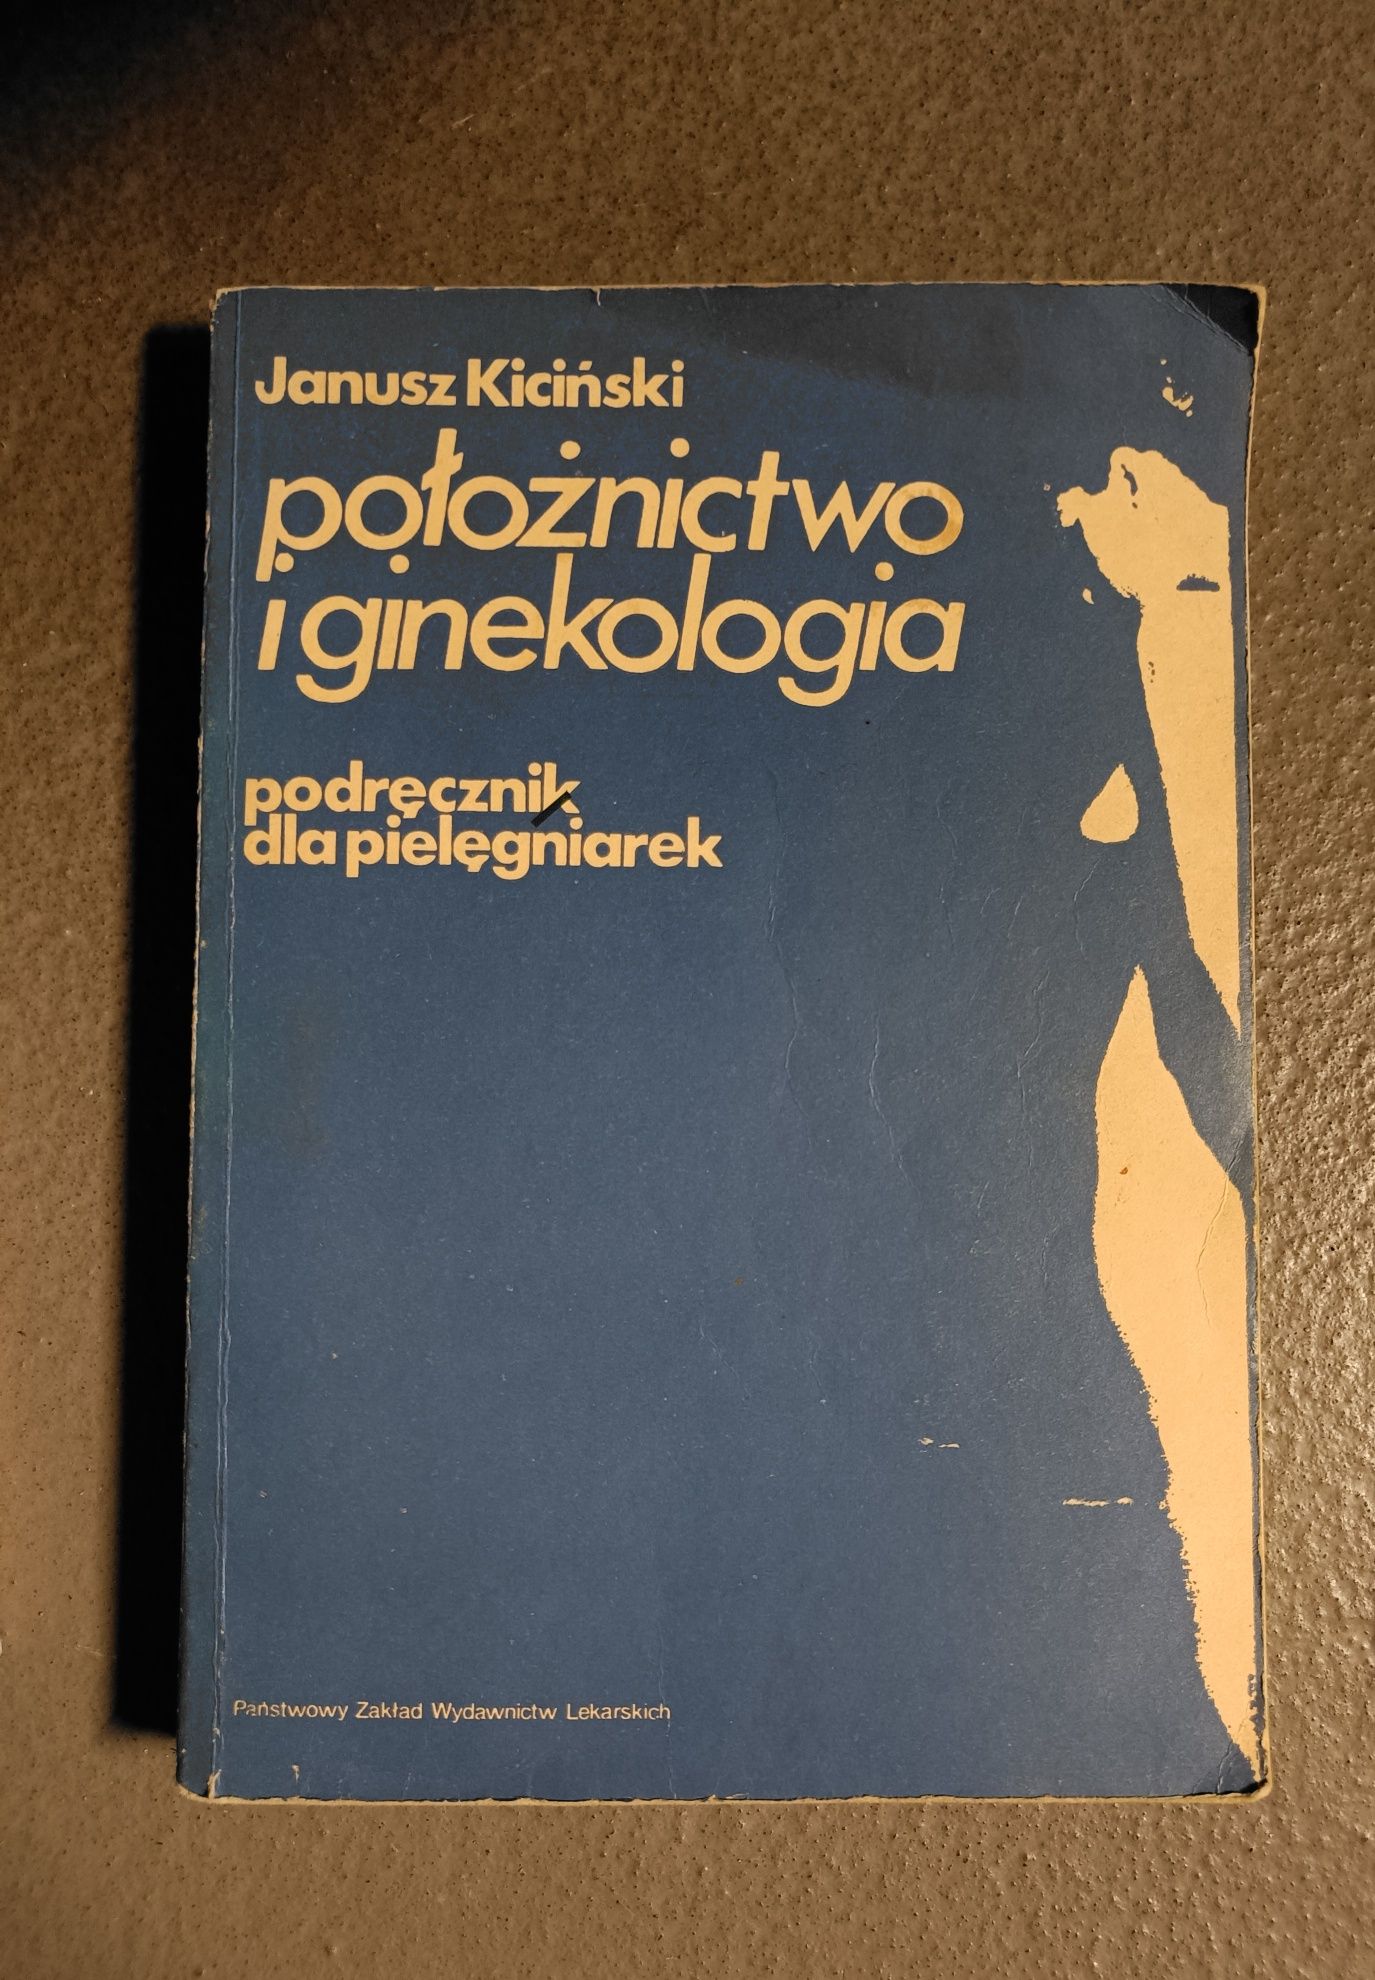 Janusz Kiciński
położnictwo
i ginekologia
podręcznik
dla pielęgniarek
Państwowy Zakład Wydawnictw Lekarskich